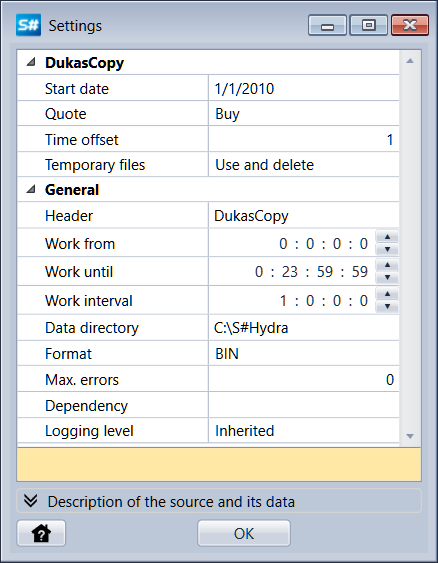 S# Settings
DukasCopy
Start date 1/1/2010
Quote Buy
Time offset 1
Temporary files Use and delete
General
Header DukasCopy
Work from 0 : 0 : 0 : 0
Work until 0 : 23 : 59 : 59
Work interval 1 : 0 : 0 : 0
Data directory C:\S#Hydra
Format BIN
Max. errors 0
Dependency
Logging level Inherited
Description of the source and its data
OK